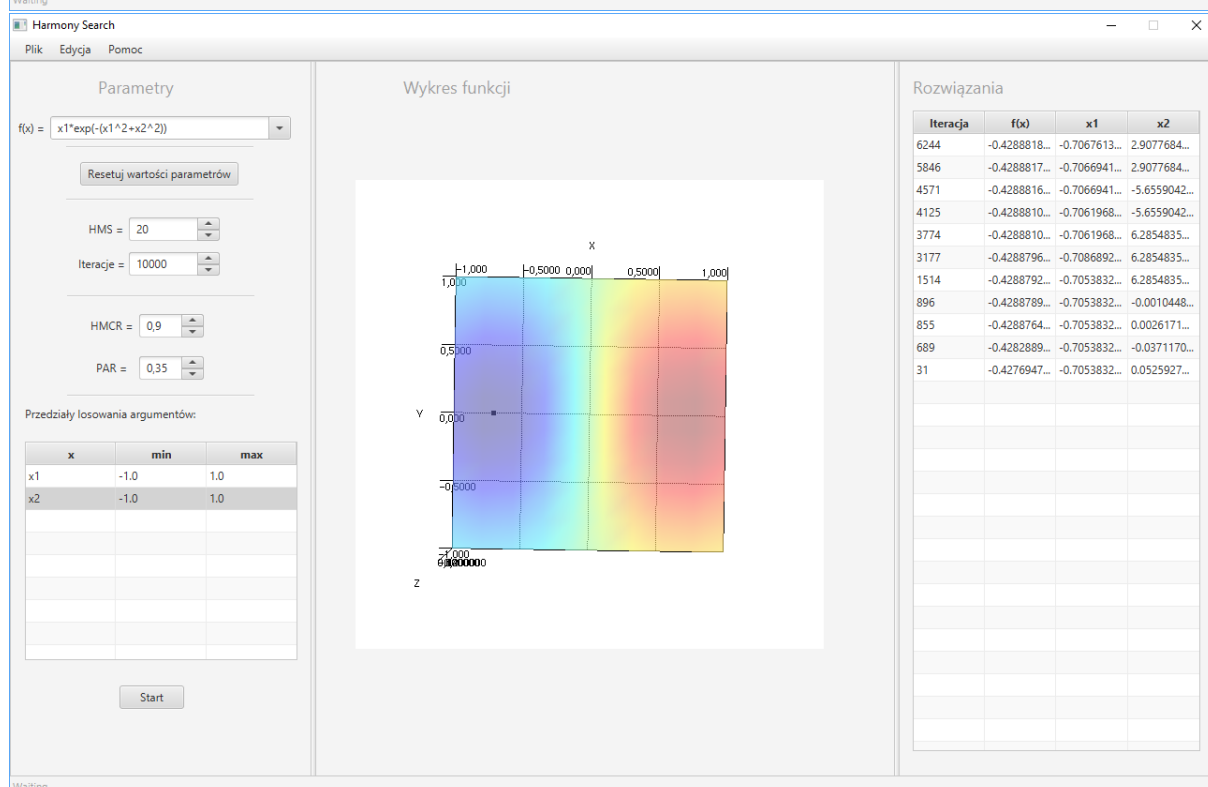 Waiting
Harmony Search
Plik Edycja Pomoc
Parametry
f(x) = x1*exp(-(x1^2+x2^2))
Resetuj wartości parametrów
HMS = 20
Iteracje = 10000
HMCR = 0,9
PAR = 0,35
Przedziały losowania argumentów:
x min max
x1 -1.0 1.0
x2 -1.0 1.0
Start
Wykres funkcji
X
-1,000 -0,5000 0,000 0,5000 1,000
1,000
0,5000
Y 0,000
-0,5000
-1,000
Z
Rozwiązania
Iteracja f(x) x1 x2
6244 -0.4288818... -0.7067613... 2.9077684...
5846 -0.4288817... -0.7066941... 2.9077684...
4571 -0.4288816... -0.7066941... -5.6559042...
4125 -0.4288810... -0.7061968... -5.6559042...
3774 -0.4288810... -0.7061968... 6.2854835...
3177 -0.4288796... -0.7086892... 6.2854835...
1514 -0.4288792... -0.7053832... 6.2854835...
896 -0.4288789... -0.7053832... -0.0010448...
855 -0.4288764... -0.7053832... 0.0026171...
689 -0.4282889... -0.7053832... -0.0371170...
31 -0.4276947... -0.7053832... 0.0525927...
Waiting